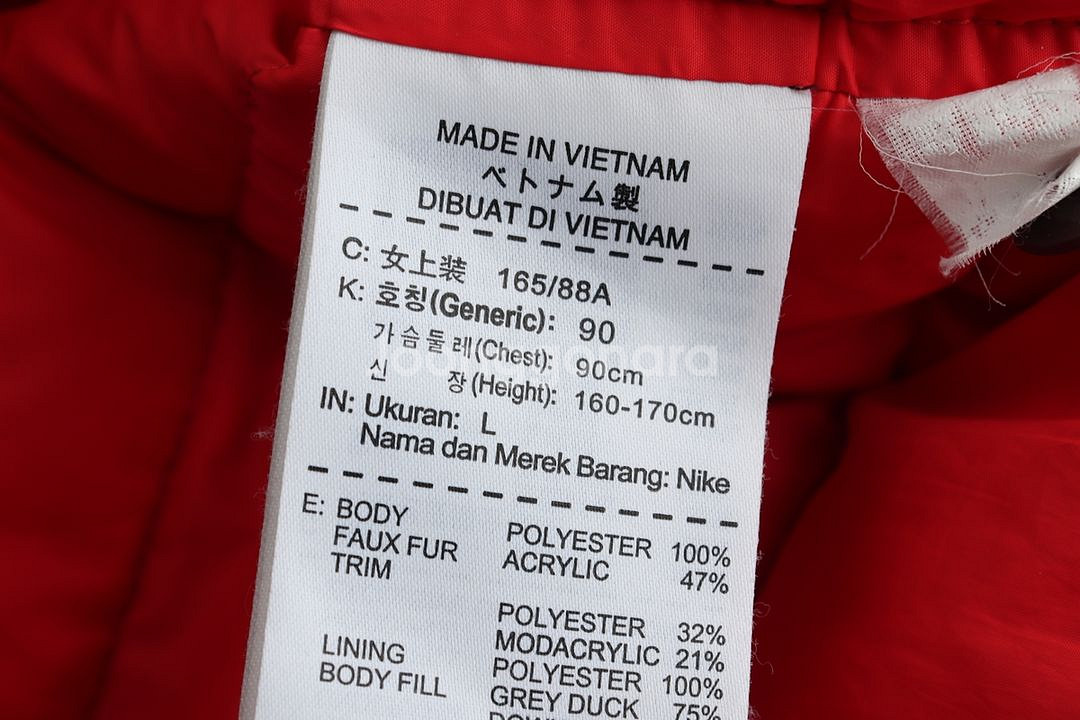 MADE IN VIETNAM
ベトナム製
DIBUAT DI VIETNAM
C: 女上装 165/88A
K: 호칭(Generic): 90
가슴둘레(Chest): 90cm
신 장(Height): 160-170cm
IN: Ukuran: L
Nama dan Merek Barang: Nike
E: BODY POLYESTER 100%
FAUX FUR ACRYLIC 47%
TRIM
POLYESTER 32%
MODACRYLIC 21%
LINING POLYESTER 100%
BODY FILL GREY DUCK 75%